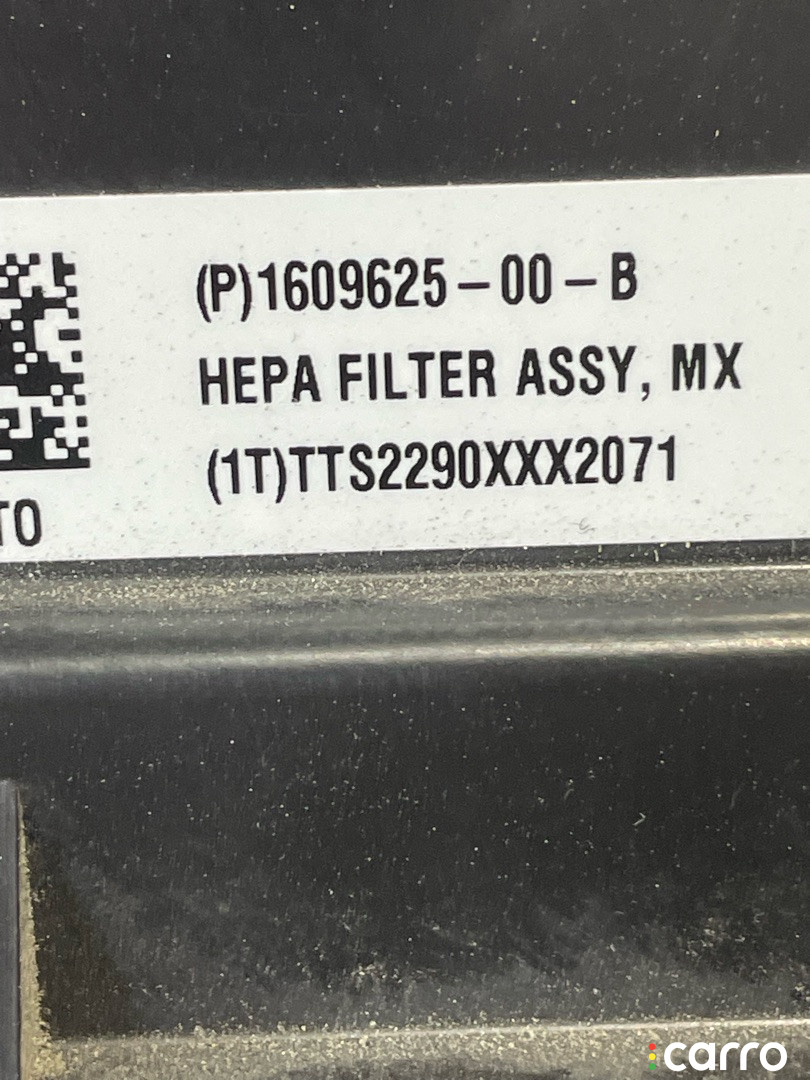 (P)1609625-00-B
HEPA FILTER ASSY, MX
(1T)TTS2290XXX2071
TO
carro